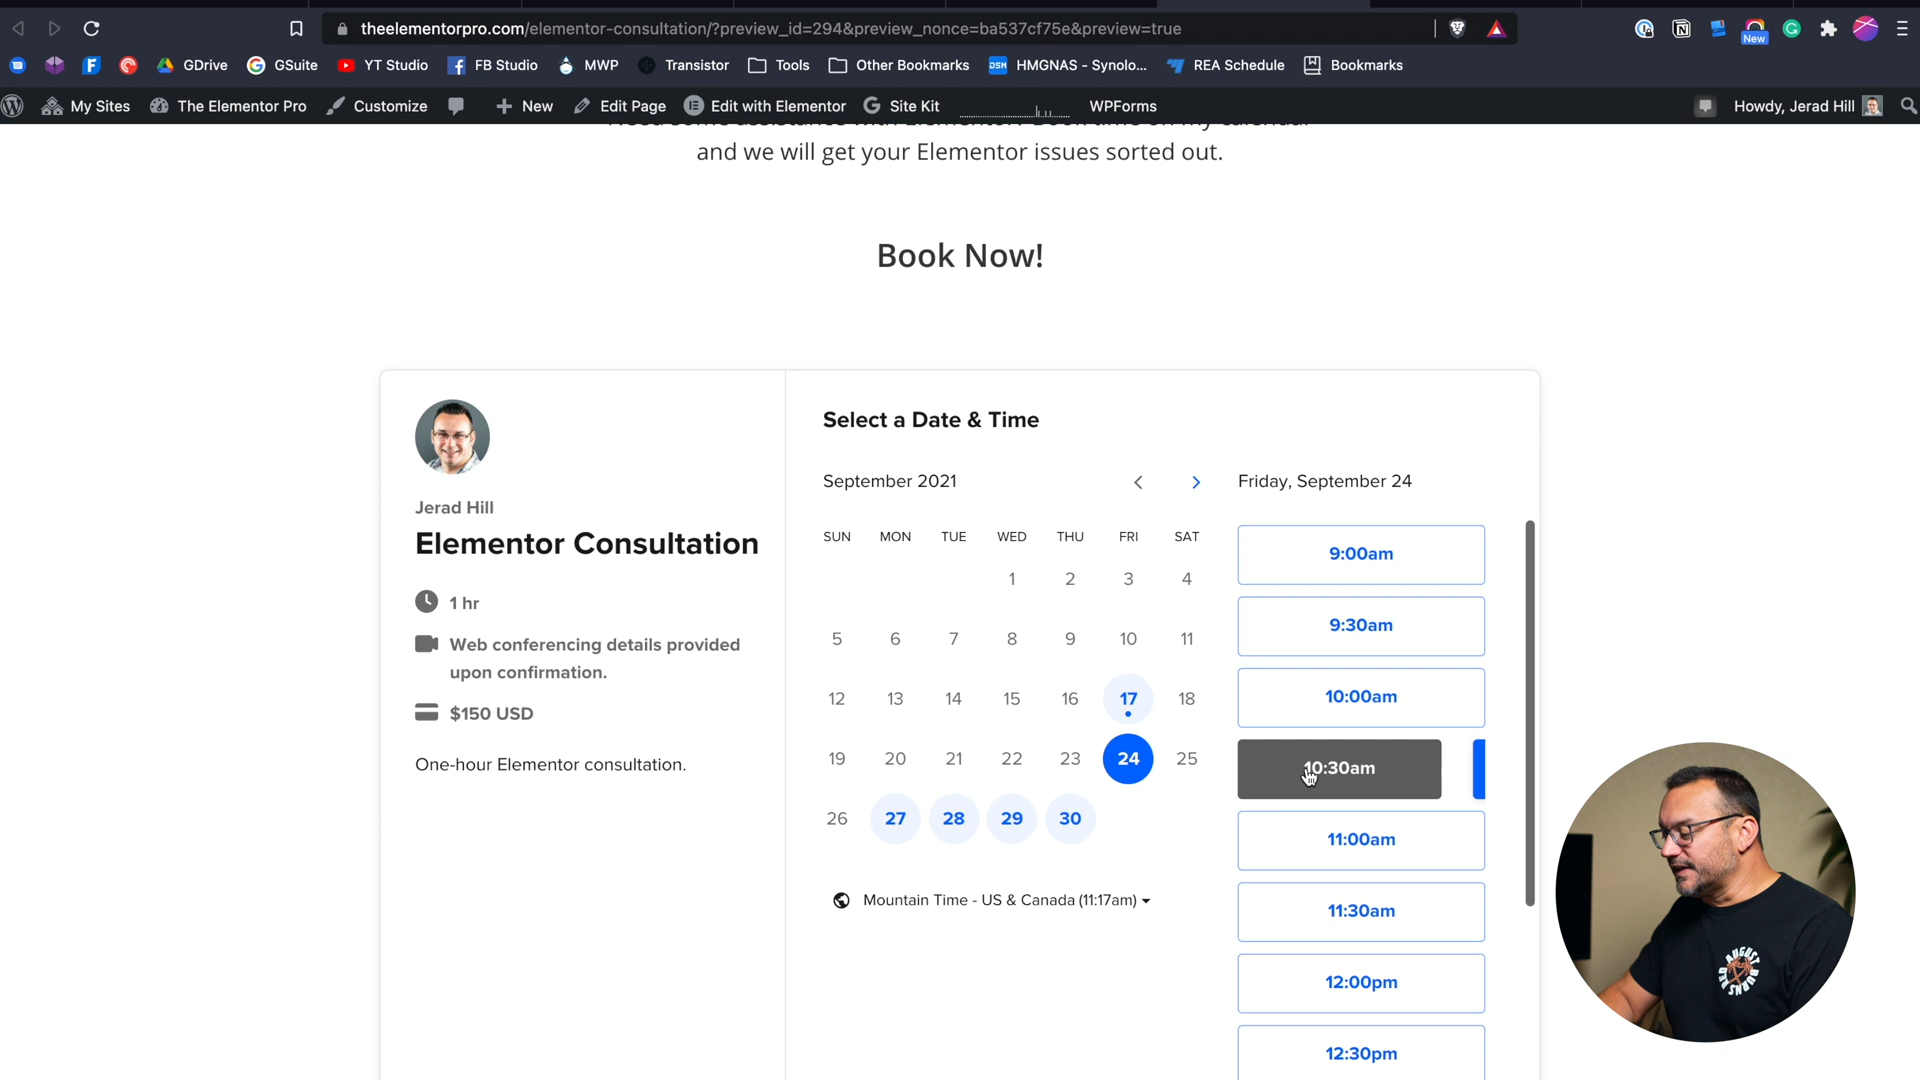 theelementorpro.com/elementor-consultation/?preview_id=294&preview_nonce=ba537cf75e&preview=true
New
GDrive
GSuite
YT Studio
FB Studio
MWP
Transistor
Tools
Other Bookmarks
DSM
HMGNAS - Synolo...
REA Schedule
Bookmarks
My Sites
The Elementor Pro
Customize
New
Edit Page
Edit with Elementor
Site Kit
WPForms
Howdy, Jerad Hill
and we will get your Elementor issues sorted out.
Book Now!
Jerad Hill
Elementor Consultation
1 hr
Web conferencing details provided
upon confirmation.
$150 USD
One-hour Elementor consultation.
Select a Date & Time
September 2021
SUN MON TUE WED THU FRI SAT
1 2 3 4
5 6 7 8 9 10 11
12 13 14 15 16 17 18
19 20 21 22 23 24 25
26 27 28 29 30
Mountain Time - US & Canada (11:17am)
Friday, September 24
9:00am
9:30am
10:00am
10:30am
11:00am
11:30am
12:00pm
12:30pm
AUGUST
BURNS
RED